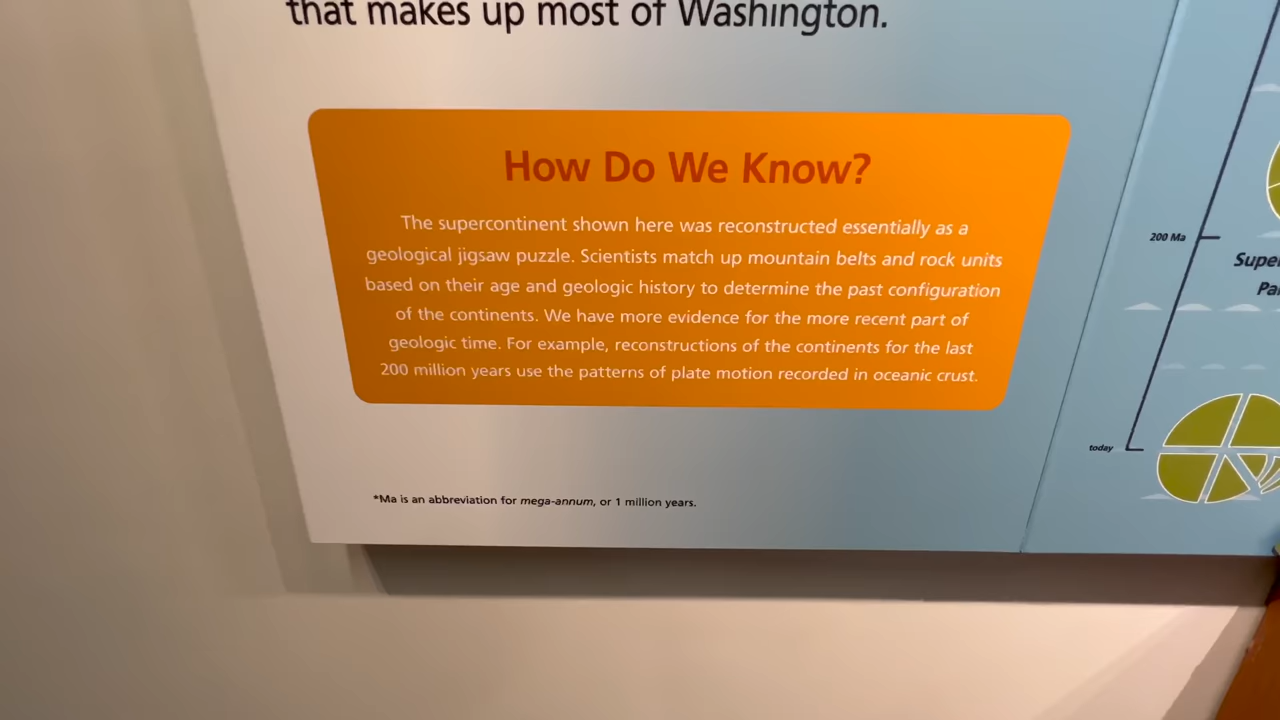 that makes up most of Washington.
How Do We Know?
The supercontinent shown here was reconstructed essentially as a
geological jigsaw puzzle. Scientists match up mountain belts and rock units
based on their age and geologic history to determine the past configuration
of the continents. We have more evidence for the more recent part of
geologic time. For example, reconstructions of the continents for the last
200 million years use the patterns of plate motion recorded in oceanic crust.
*Ma is an abbreviation for mega-annum, or 1 million years.
200 Ma
today